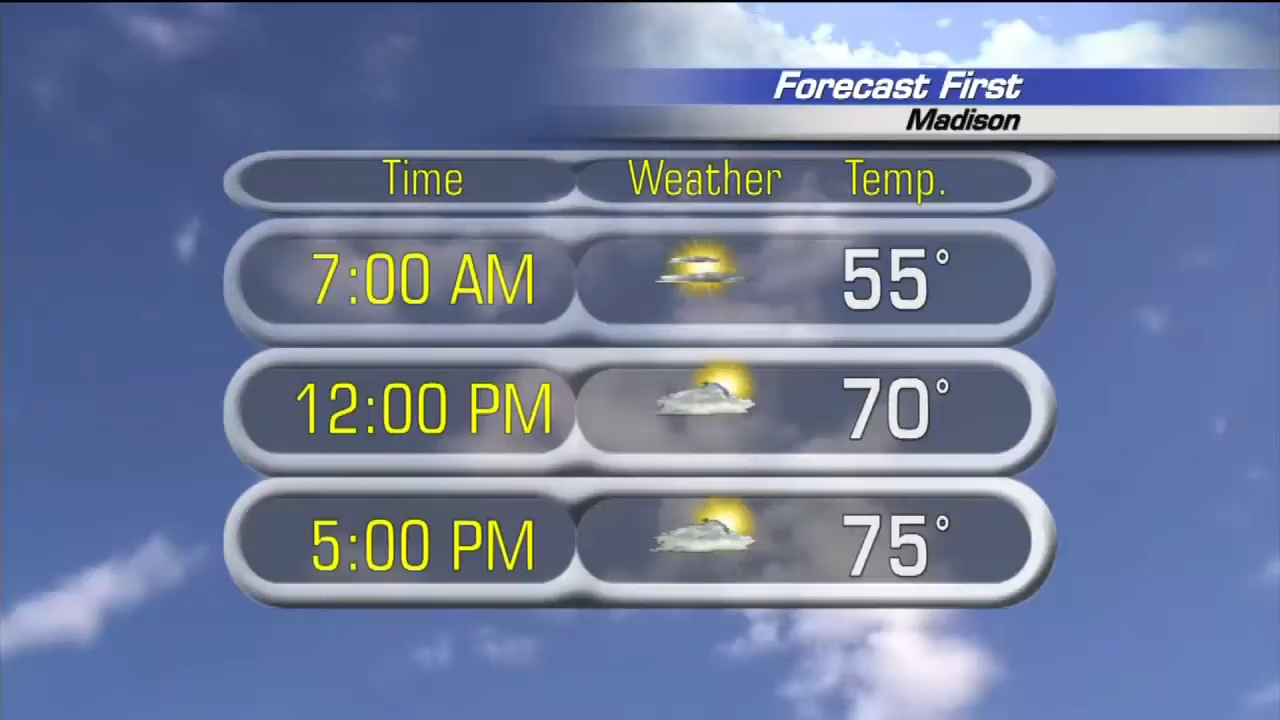 Forecast First
Madison
Time Weather Temp.
7:00 AM 55°
12:00 PM 70°
5:00 PM 75°